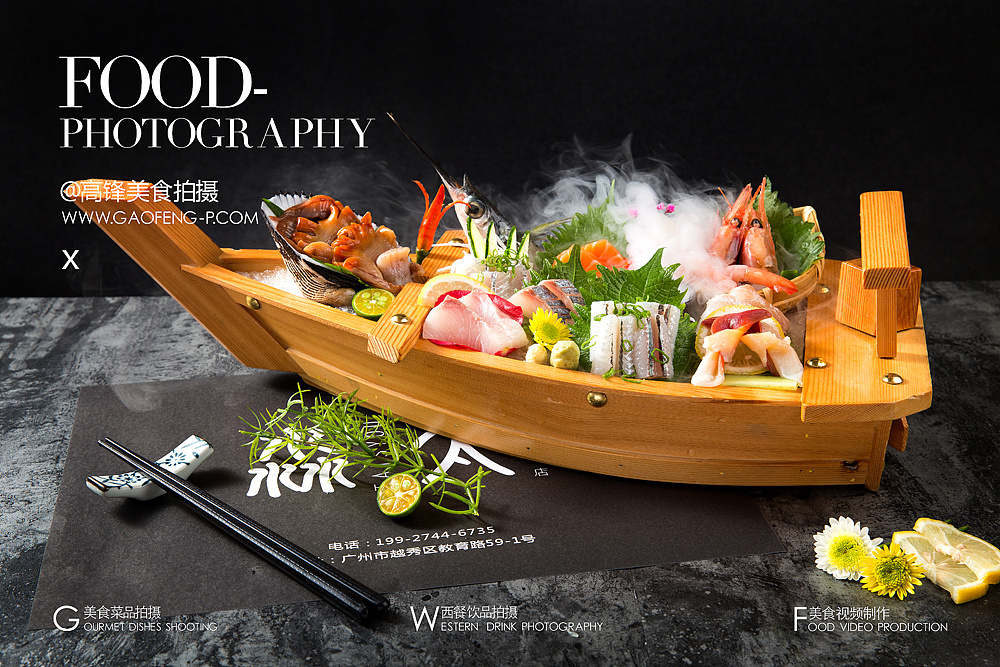 FOOD-
PHOTOGRAPHY
@高锋美食拍摄
WWW.GAOFENG-P.COM
X
店
电话：199-2744-6735
：广州市越秀区教育路59-1号
G 美食菜品拍摄
OURMET DISHES SHOOTING
W 西餐饮品拍摄
ESTERN DRINK PHOTOGRAPHY
F 美食视频制作
OOD VIDEO PRODUCTION